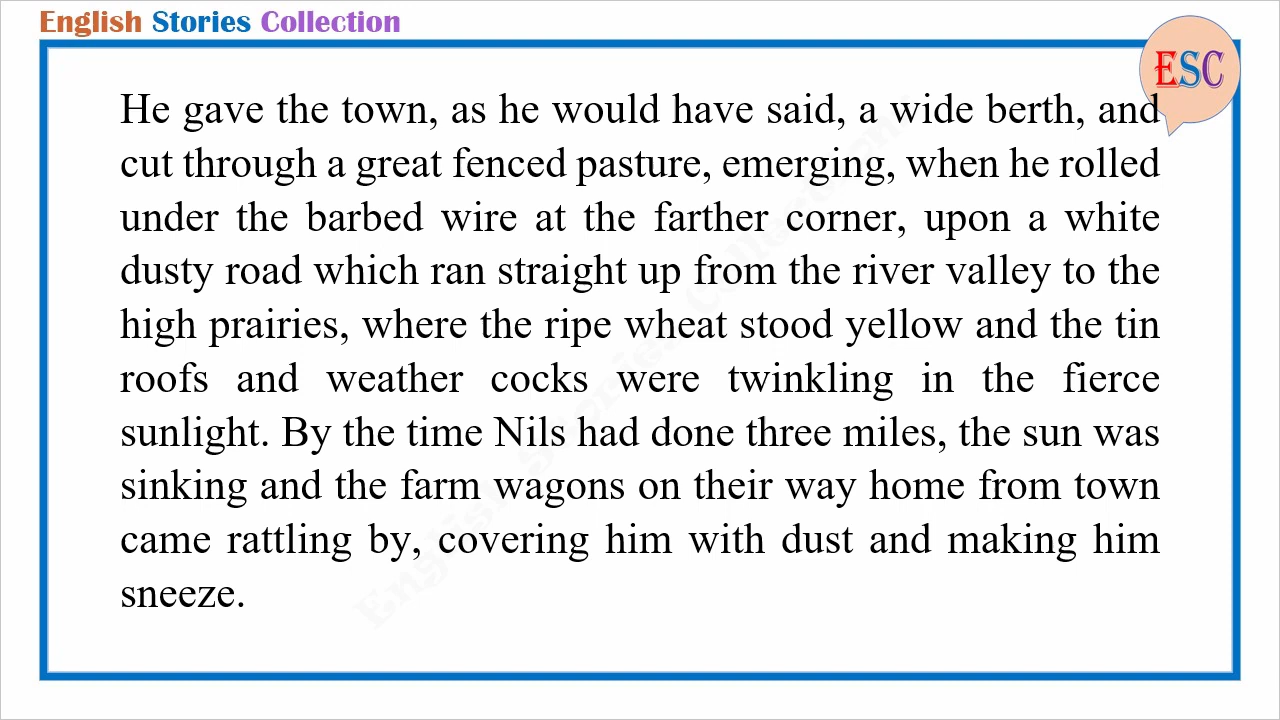 English Stories Collection
ESC
He gave the town, as he would have said, a wide berth, and
cut through a great fenced pasture, emerging, when he rolled
under the barbed wire at the farther corner, upon a white
dusty road which ran straight up from the river valley to the
high prairies, where the ripe wheat stood yellow and the tin
roofs and weather cocks were twinkling in the fierce
sunlight. By the time Nils had done three miles, the sun was
sinking and the farm wagons on their way home from town
came rattling by, covering him with dust and making him
sneeze.
English Stories Collection